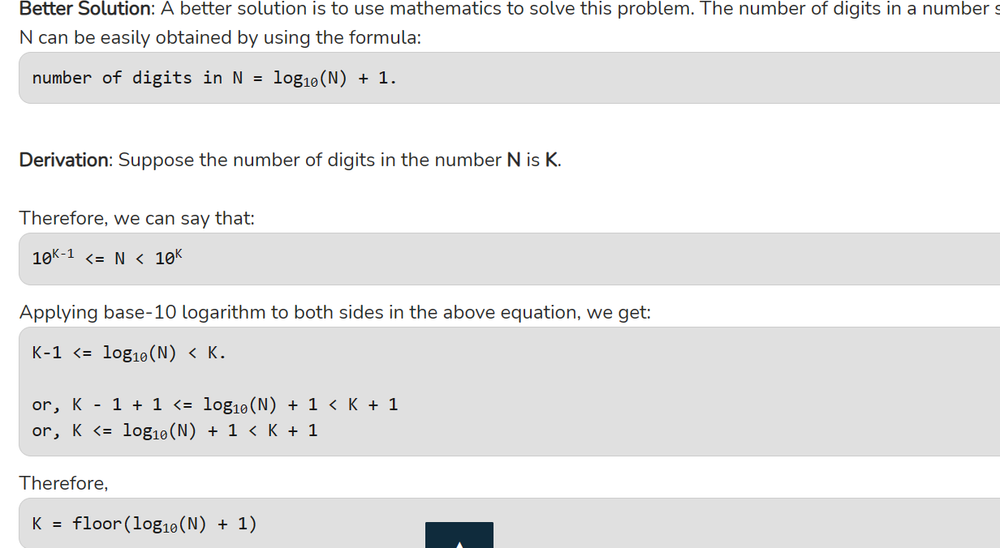 Better Solution: A better solution is to use mathematics to solve this problem. The number of digits in a number
N can be easily obtained by using the formula:
number of digits in N = log₁₀(N) + 1.
Derivation: Suppose the number of digits in the number N is K.
Therefore, we can say that:
10ᴷ⁻¹ <= N < 10ᴷ
Applying base-10 logarithm to both sides in the above equation, we get:
K-1 <= log₁₀(N) < K.
or, K - 1 + 1 <= log₁₀(N) + 1 < K + 1
or, K <= log₁₀(N) + 1 < K + 1
Therefore,
K = floor(log₁₀(N) + 1)